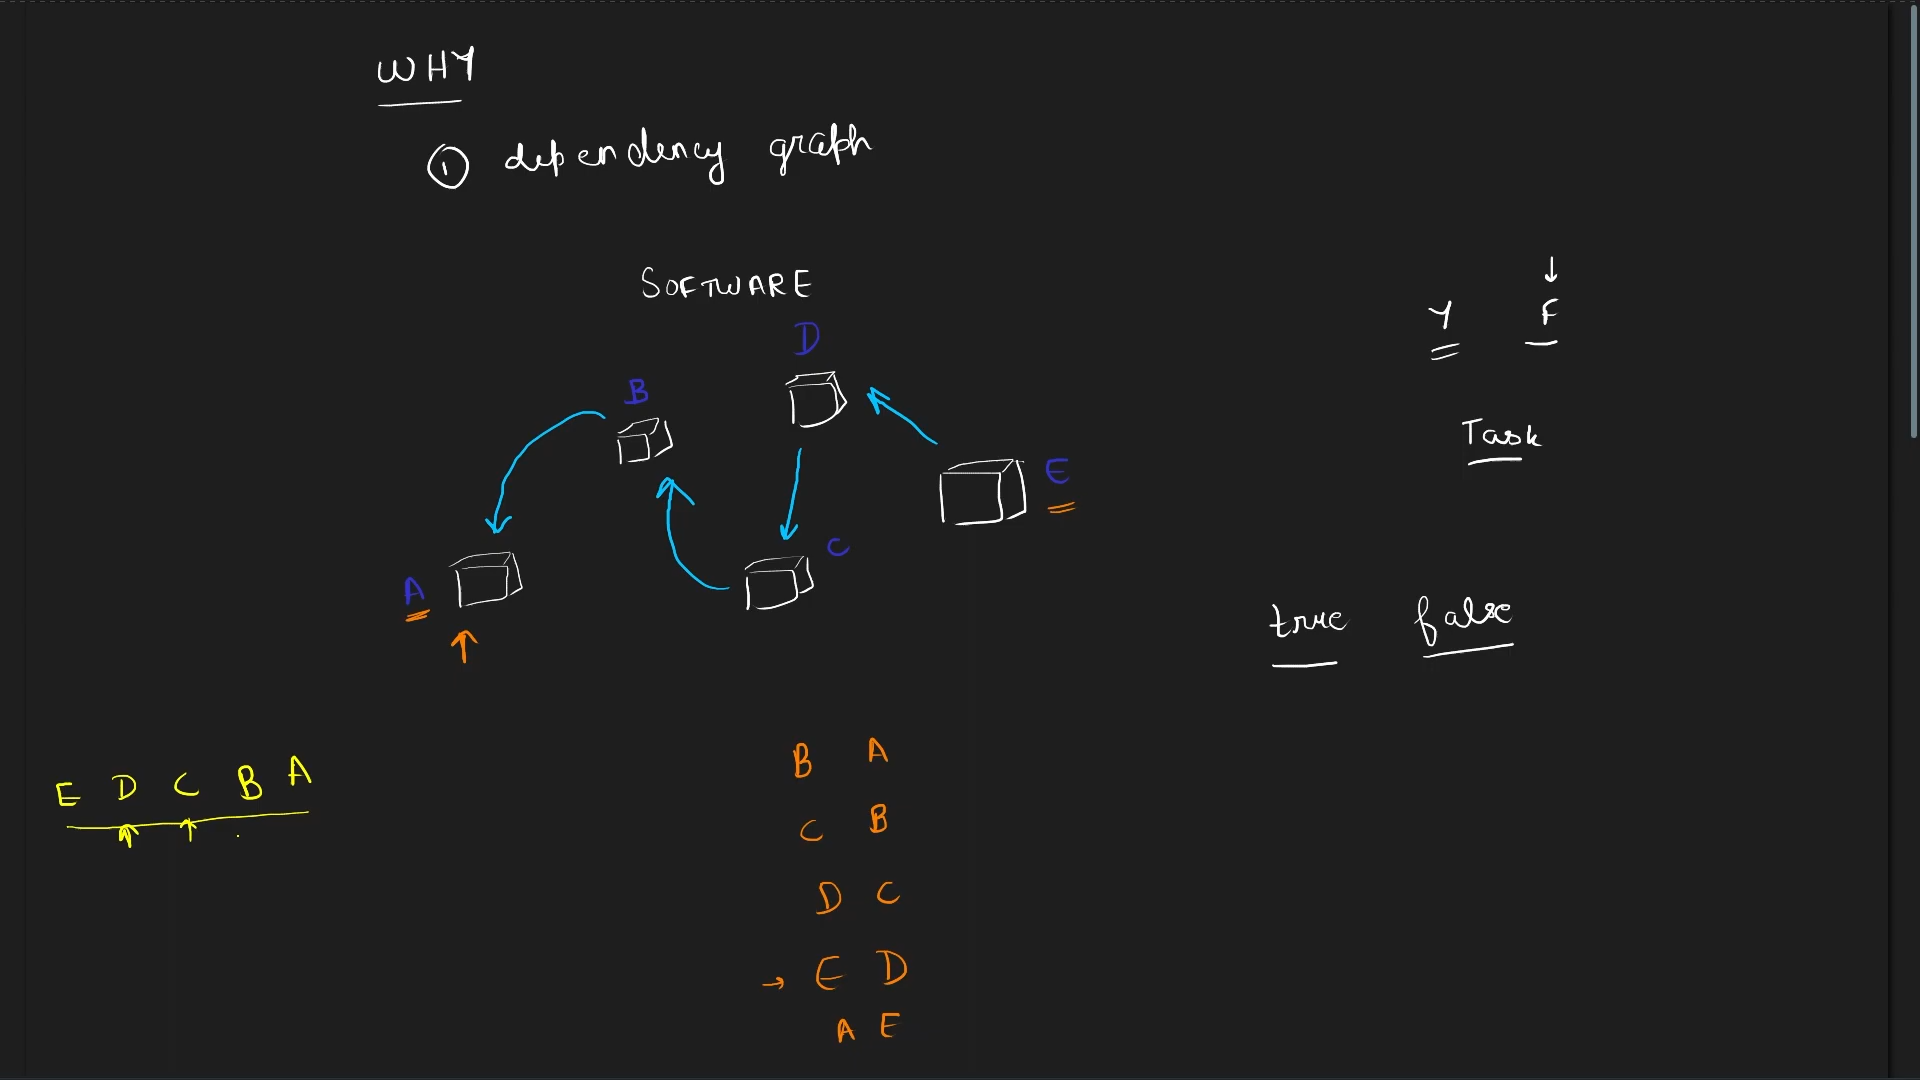 WHY
① dependency graph
SOFTWARE
D
B
E
C
A
Y F
Task
true false
E D C B A
B A
C B
D C
→ E D
A E